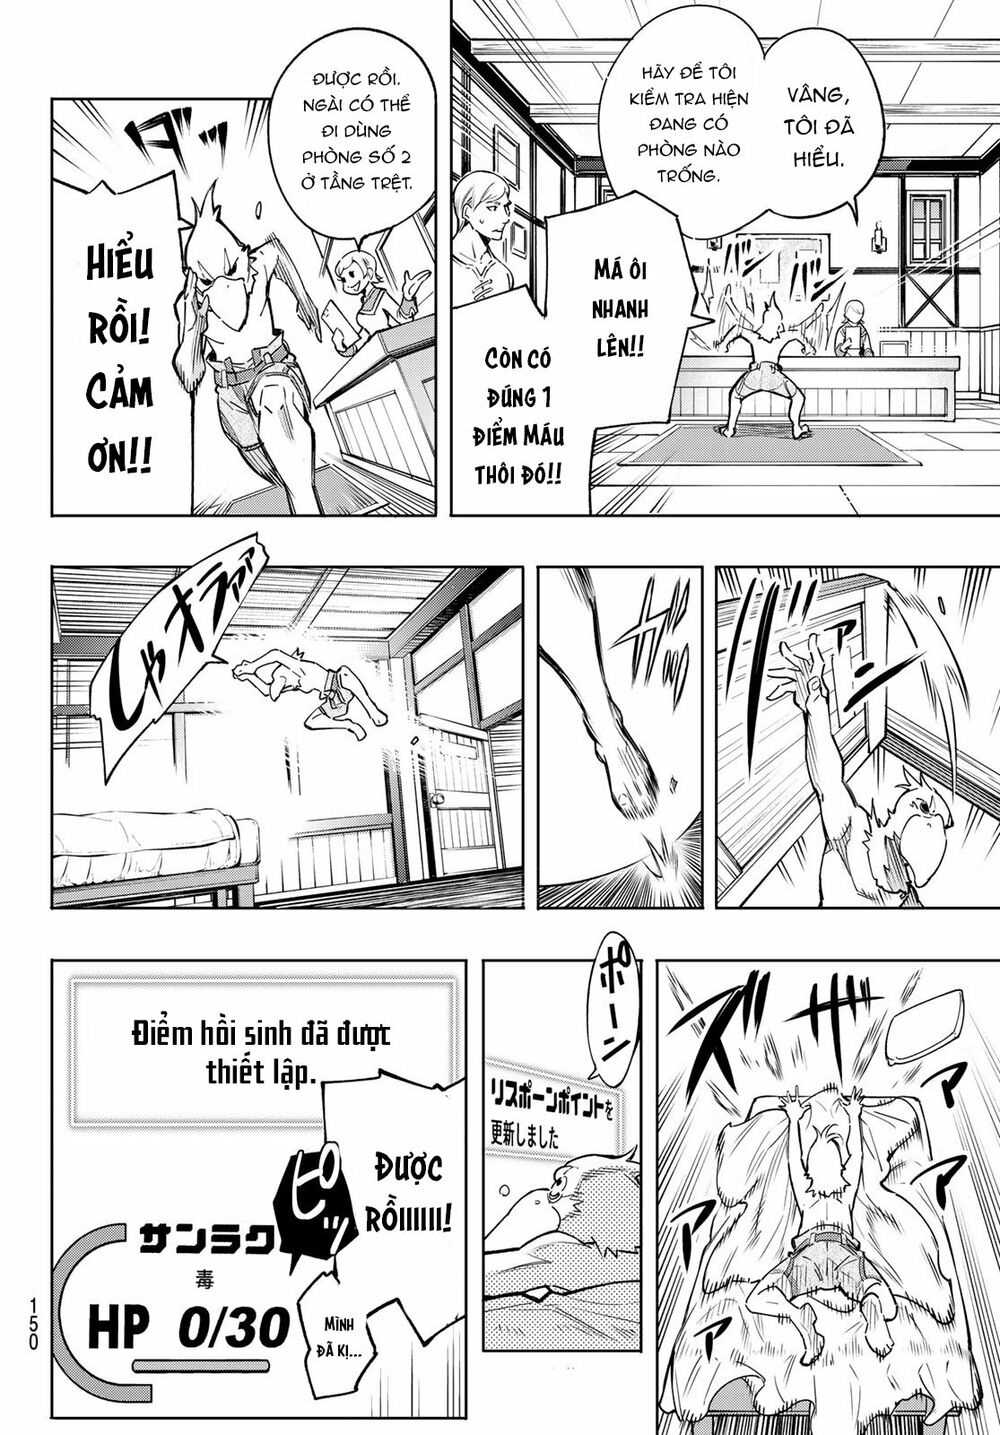 VÂNG,
TÔI ĐÃ
HIỂU.
HÃY ĐỂ TÔI
KIỂM TRA HIỆN
ĐANG CÓ
PHÒNG NÀO
TRỐNG.
MÁ ÔI
NHANH
LÊN!!
CÒN CÓ
ĐÚNG 1
ĐIỂM MÁU
THÔI ĐÓ!!
ĐƯỢC RỒI.
NGÀI CÓ THỂ
ĐI DÙNG
PHÒNG SỐ 2
Ở TẦNG TRỆT.
HIỂU
RỒI!
CẢM
ƠN!!
しゃオラァァァ
ポーン
リスポーンポイントを
更新しました
Điểm hồi sinh đã được
thiết lập.
ĐƯỢC
RỒIIIIII!
ピッ
サンラク
毒
HP 0/30
MÌNH
ĐÃ KỊ...
150